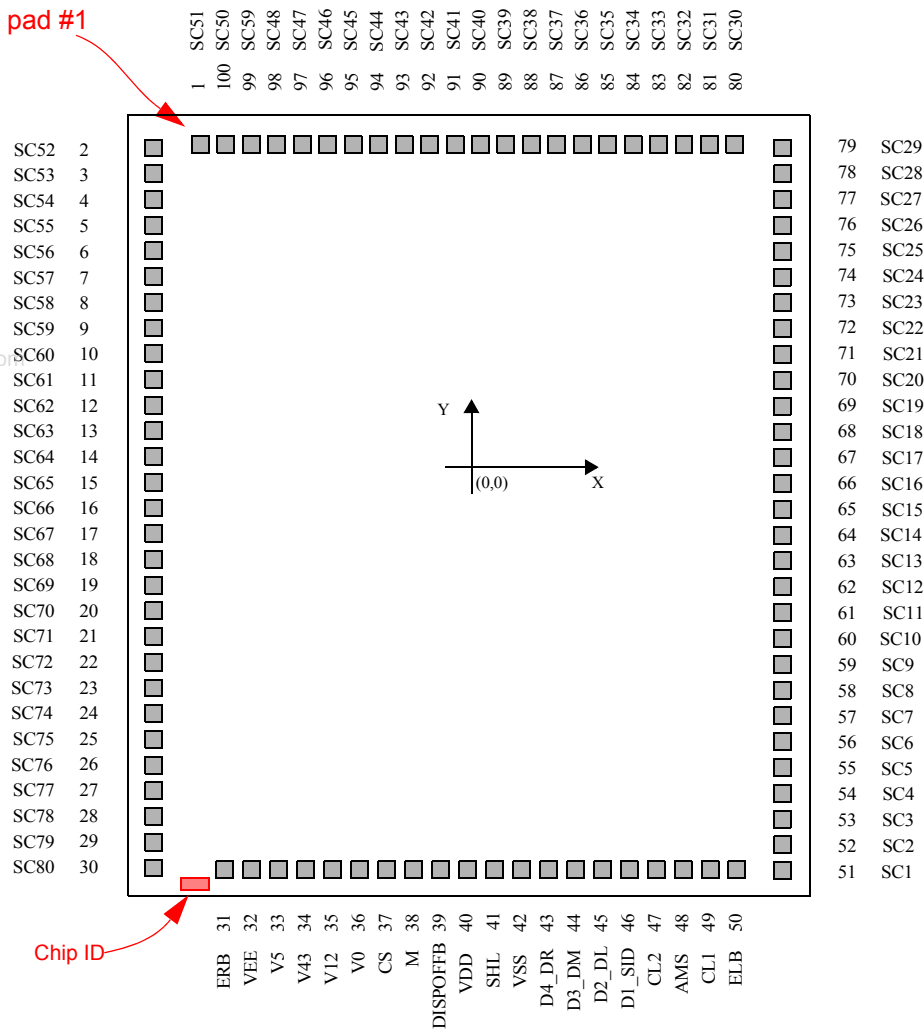 pad #1
SC51 SC50 SC59 SC48 SC47 SC46 SC45 SC44 SC43 SC42 SC41 SC40 SC39 SC38 SC37 SC36 SC35 SC34 SC33 SC32 SC31 SC30
1 100 99 98 97 96 95 94 93 92 91 90 89 88 87 86 85 84 83 82 81 80
SC52 2 79 SC29
SC53 3 78 SC28
SC54 4 77 SC27
SC55 5 76 SC26
SC56 6 75 SC25
SC57 7 74 SC24
SC58 8 73 SC23
SC59 9 72 SC22
SC60 10 71 SC21
SC61 11 70 SC20
SC62 12 69 SC19
SC63 13 68 SC18
SC64 14 67 SC17
SC65 15 66 SC16
SC66 16 65 SC15
SC67 17 64 SC14
SC68 18 63 SC13
SC69 19 62 SC12
SC70 20 61 SC11
SC71 21 60 SC10
SC72 22 59 SC9
SC73 23 58 SC8
SC74 24 57 SC7
SC75 25 56 SC6
SC76 26 55 SC5
SC77 27 54 SC4
SC78 28 53 SC3
SC79 29 52 SC2
SC80 30 51 SC1
Y
(0,0) X
Chip ID
31 32 33 34 35 36 37 38 39 40 41 42 43 44 45 46 47 48 49 50
ERB VEE V5 V43 V12 V0 CS M DISPOFFB VDD SHL VSS D4_DR D3_DM D2_DL D1_SID CL2 AMS CL1 ELB